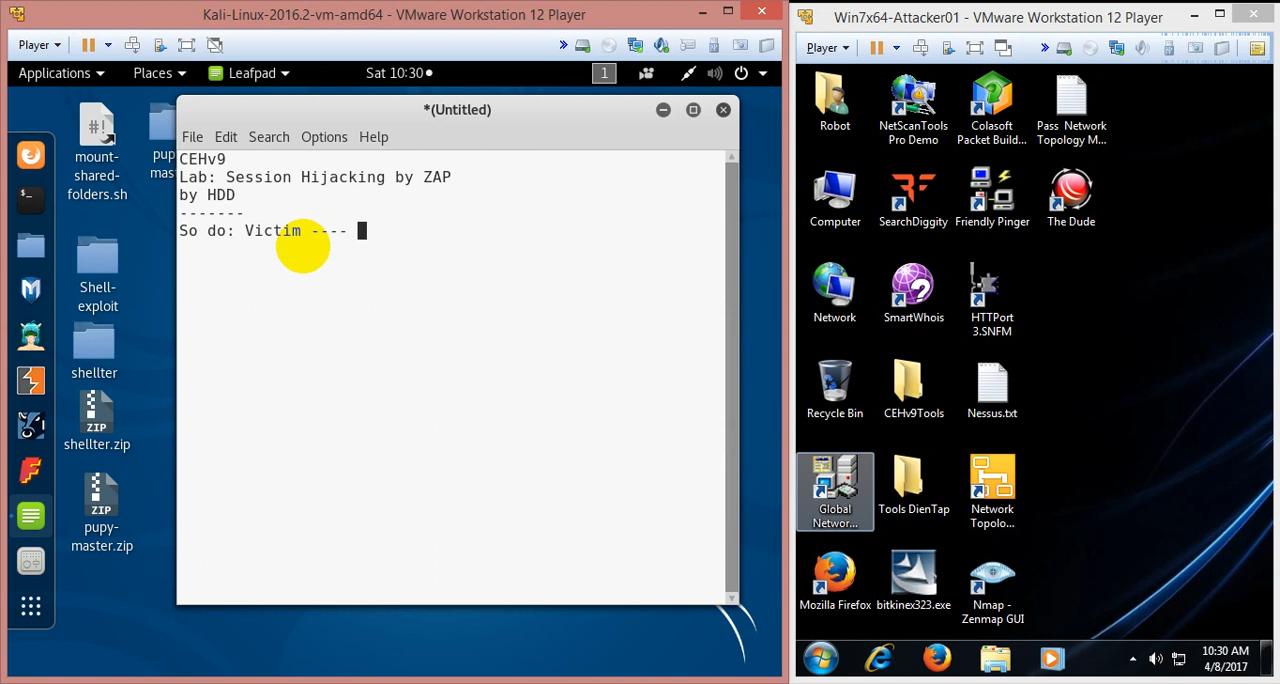 Kali-Linux-2016.2-vm-amd64 - VMware Workstation 12 Player
Player
Applications
Places
Leafpad
Sat 10:30
1
*(Untitled)
File Edit Search Options Help
CEHv9
Lab: Session Hijacking by ZAP
by HDD
-------
So do: Victim ----
#!
mount-
shared-
folders.sh
pup
mas
Shell-
exploit
shellter
ZIP
shellter.zip
ZIP
pupy-
master.zip
Win7x64-Attacker01 - VMware Workstation 12 Player
Player
Robot
NetScanTools
Pro Demo
Colasoft
Packet Build...
Pass Network
Topology M...
Computer
SearchDiggity
Friendly Pinger
The Dude
Network
SmartWhois
HTTPort
3.SNFM
Recycle Bin
CEHv9Tools
Nessus.txt
Global
Networ...
Tools DienTap
Network
Topolo...
Mozilla Firefox
bitkinex323.exe
Nmap -
Zenmap GUI
10:30 AM
4/8/2017